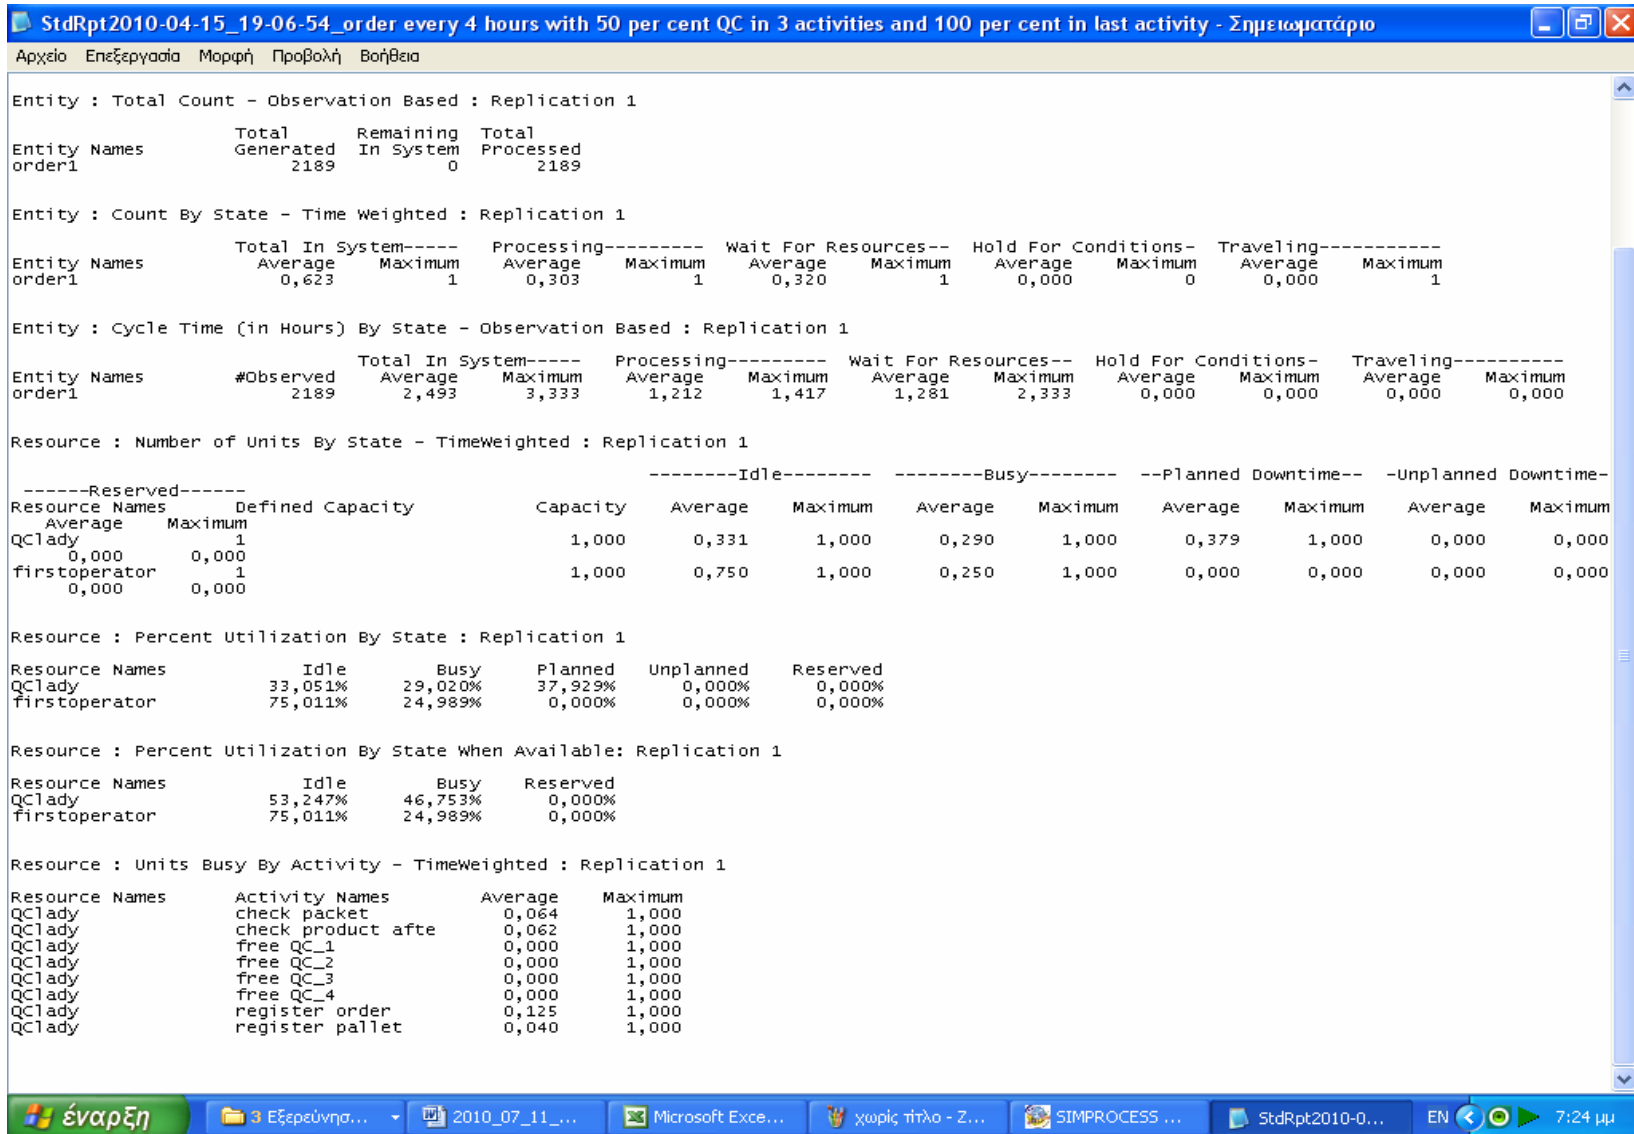 StdRpt2010-04-15_19-06-54_order every 4 hours with 50 per cent QC in 3 activities and 100 per cent in last activity - Σημειωματάριο
Αρχείο Επεξεργασία Μορφή Προβολή Βοήθεια
Entity : Total Count - Observation Based : Replication 1
Total Remaining Total
Entity Names Generated In System Processed
order1 2189 0 2189
Entity : Count By State - Time Weighted : Replication 1
Total In System----- Processing--------- Wait For Resources-- Hold For Conditions- Traveling-----------
Entity Names Average Maximum Average Maximum Average Maximum Average Maximum Average Maximum
order1 0,623 1 0,303 1 0,320 1 0,000 0 0,000 1
Entity : Cycle Time (in Hours) By State - Observation Based : Replication 1
Total In System----- Processing--------- Wait For Resources-- Hold For Conditions- Traveling----------
Entity Names #Observed Average Maximum Average Maximum Average Maximum Average Maximum Average Maximum
order1 2189 2,493 3,333 1,212 1,417 1,281 2,333 0,000 0,000 0,000 0,000
Resource : Number of Units By State - TimeWeighted : Replication 1
--------Idle-------- --------Busy-------- --Planned Downtime-- -Unplanned Downtime-
------Reserved------
Resource Names Defined Capacity Capacity Average Maximum Average Maximum Average Maximum Average Maximum
Average Maximum
QClady 1 1,000 0,331 1,000 0,290 1,000 0,379 1,000 0,000 0,000
0,000 0,000
firstoperator 1 1,000 0,750 1,000 0,250 1,000 0,000 0,000 0,000 0,000
0,000 0,000
Resource : Percent Utilization By State : Replication 1
Resource Names Idle Busy Planned Unplanned Reserved
QClady 33,051% 29,020% 37,929% 0,000% 0,000%
firstoperator 75,011% 24,989% 0,000% 0,000% 0,000%
Resource : Percent Utilization By State When Available: Replication 1
Resource Names Idle Busy Reserved
QClady 53,247% 46,753% 0,000%
firstoperator 75,011% 24,989% 0,000%
Resource : Units Busy By Activity - TimeWeighted : Replication 1
Resource Names Activity Names Average Maximum
QClady check packet 0,064 1,000
QClady check product afte 0,062 1,000
QClady free QC_1 0,000 1,000
QClady free QC_2 0,000 1,000
QClady free QC_3 0,000 1,000
QClady free QC_4 0,000 1,000
QClady register order 0,125 1,000
QClady register pallet 0,040 1,000
έναρξη 3 Εξερεύνησ... 2010_07_11_... Microsoft Exce... χωρίς τίτλο - Ζ... SIMPROCESS ... StdRpt2010-0... EN 7:24 μμ